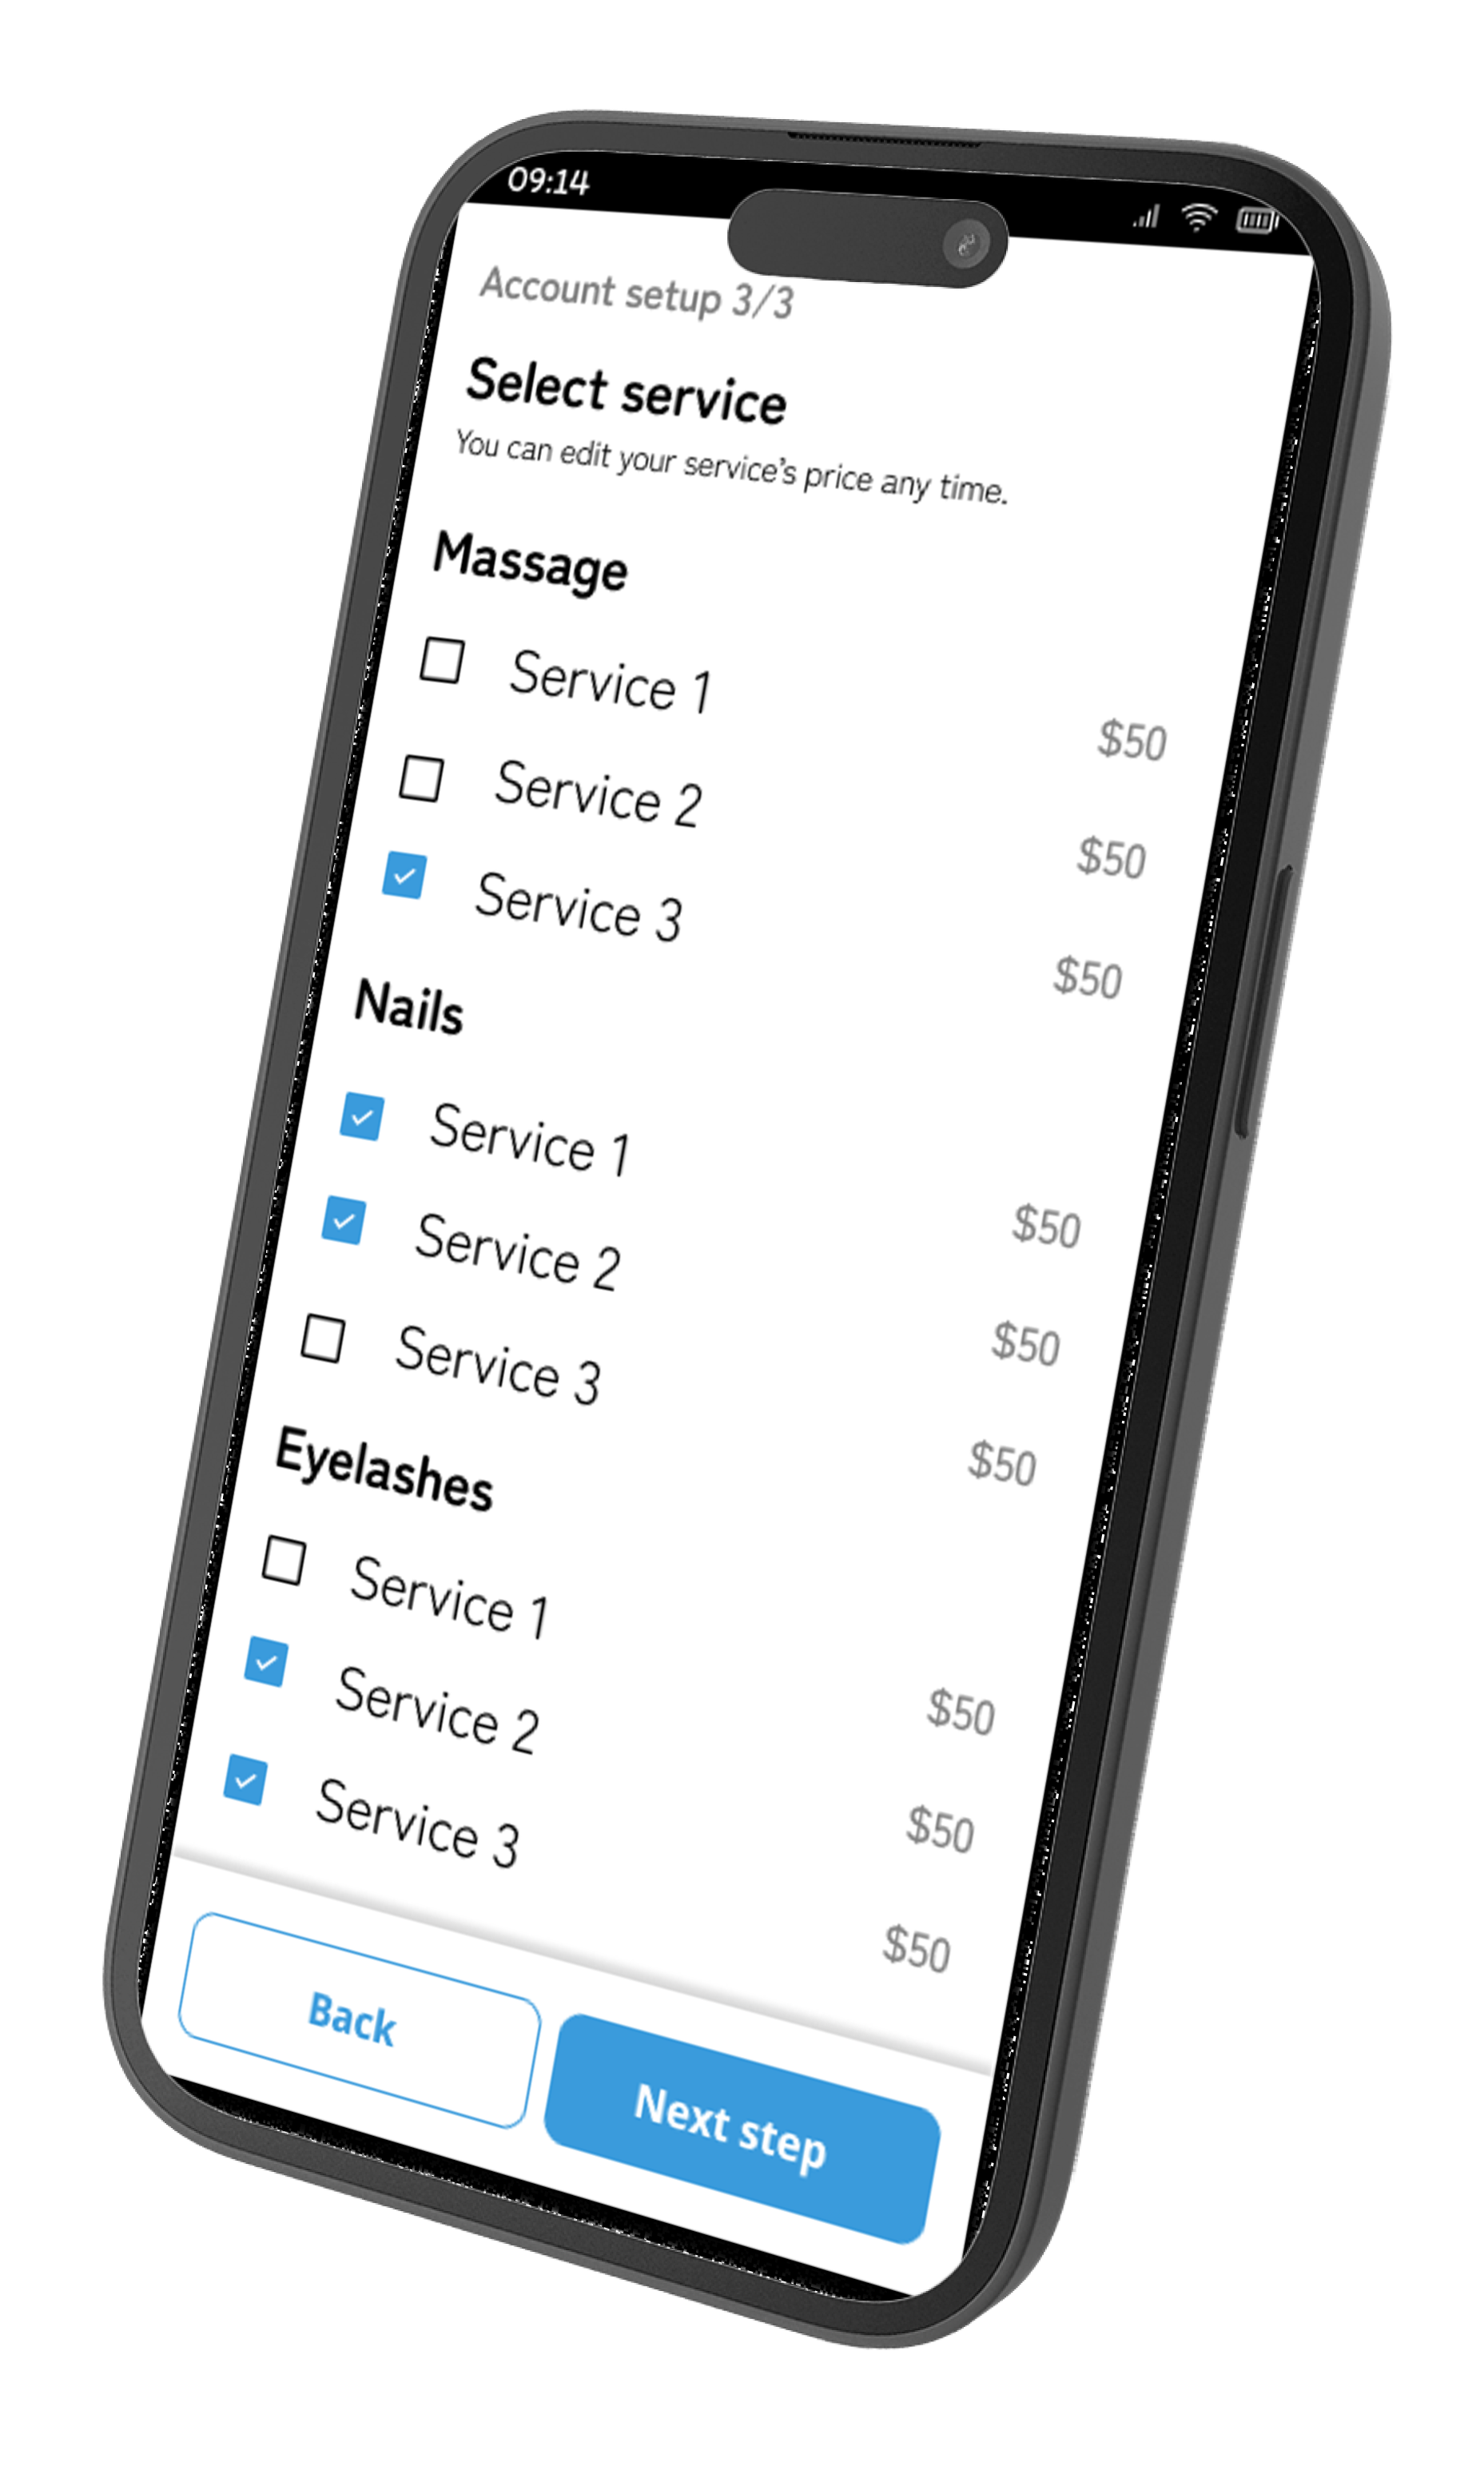 09:14
Account setup 3/3
Select service
You can edit your service's price any time.
Massage
Service 1 $50
Service 2 $50
Service 3 $50
Nails
Service 1 $50
Service 2 $50
Service 3 $50
Eyelashes
Service 1 $50
Service 2 $50
Service 3 $50
Back Next step